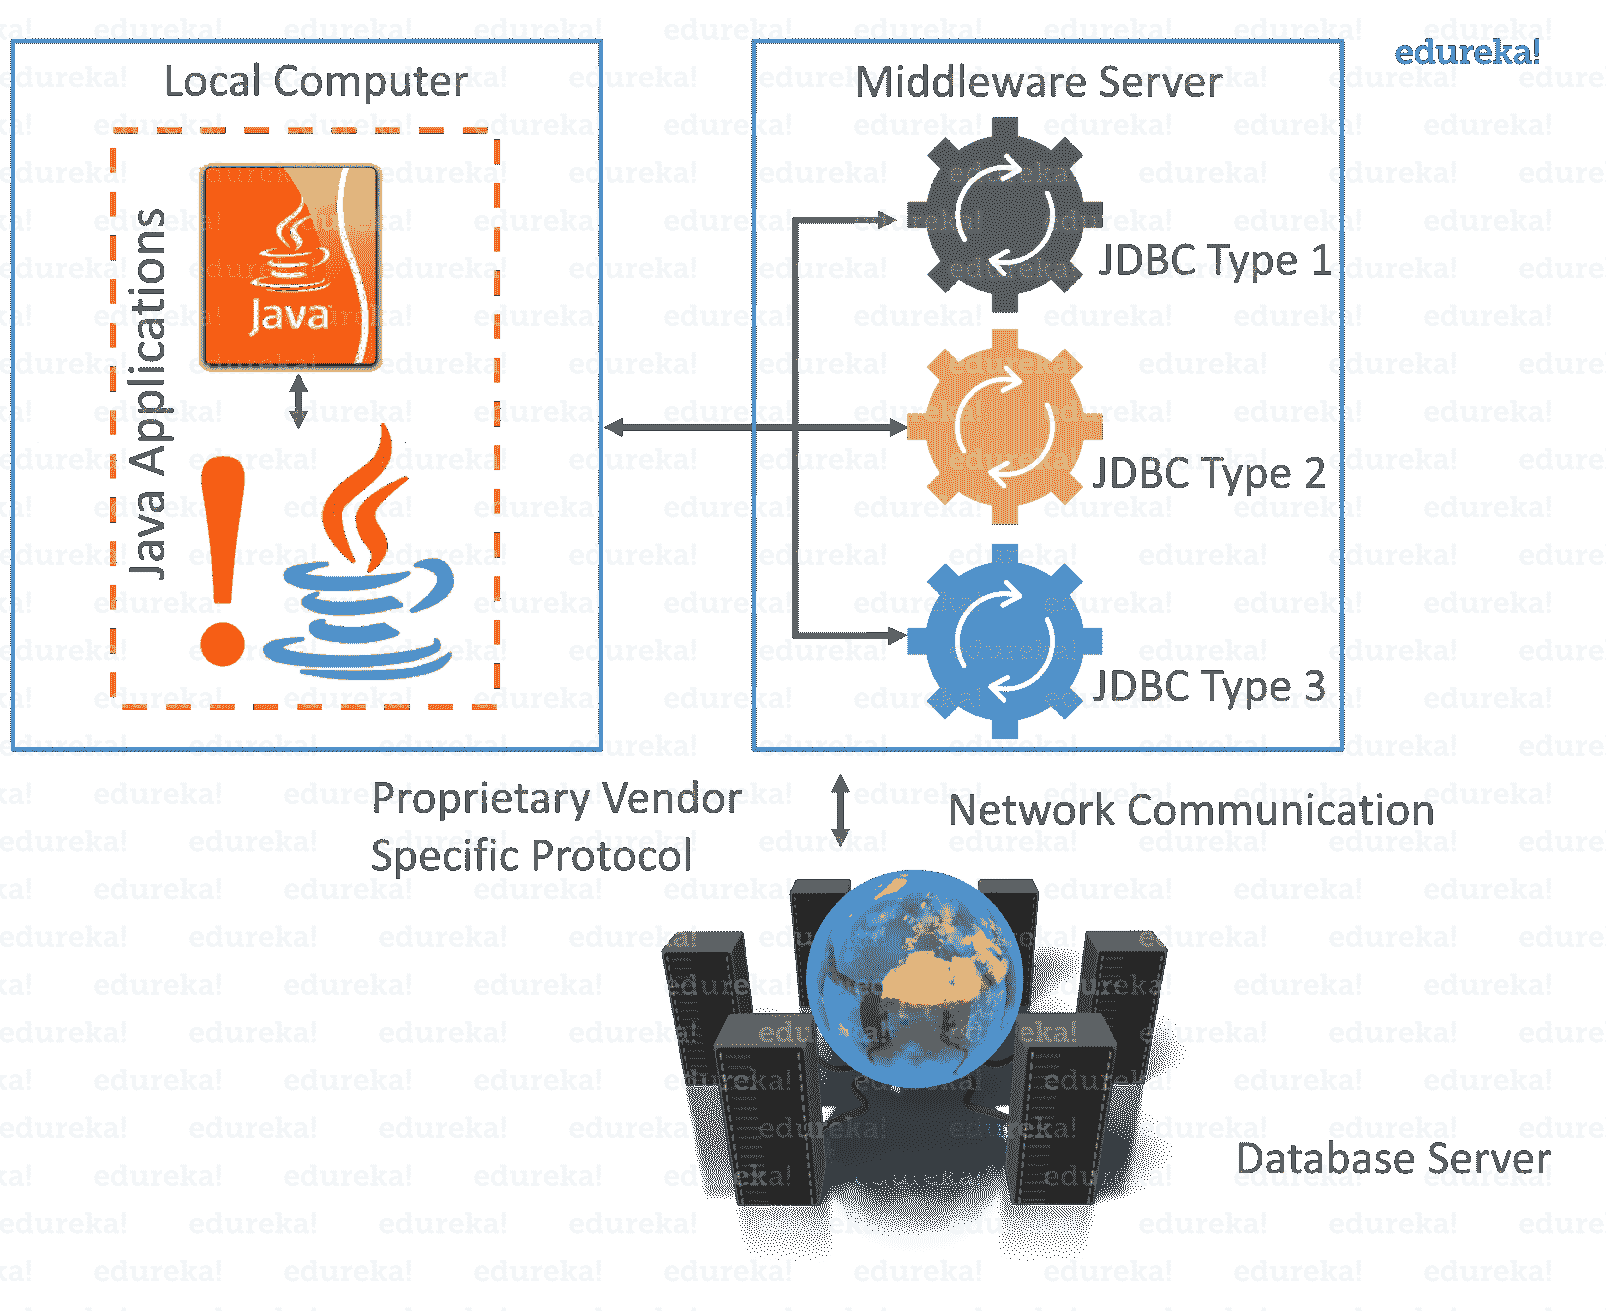 edureka!
Local Computer
Middleware Server
Java Applications
Java
JDBC Type 1
JDBC Type 2
JDBC Type 3
Proprietary Vendor
Specific Protocol
Network Communication
Database Server